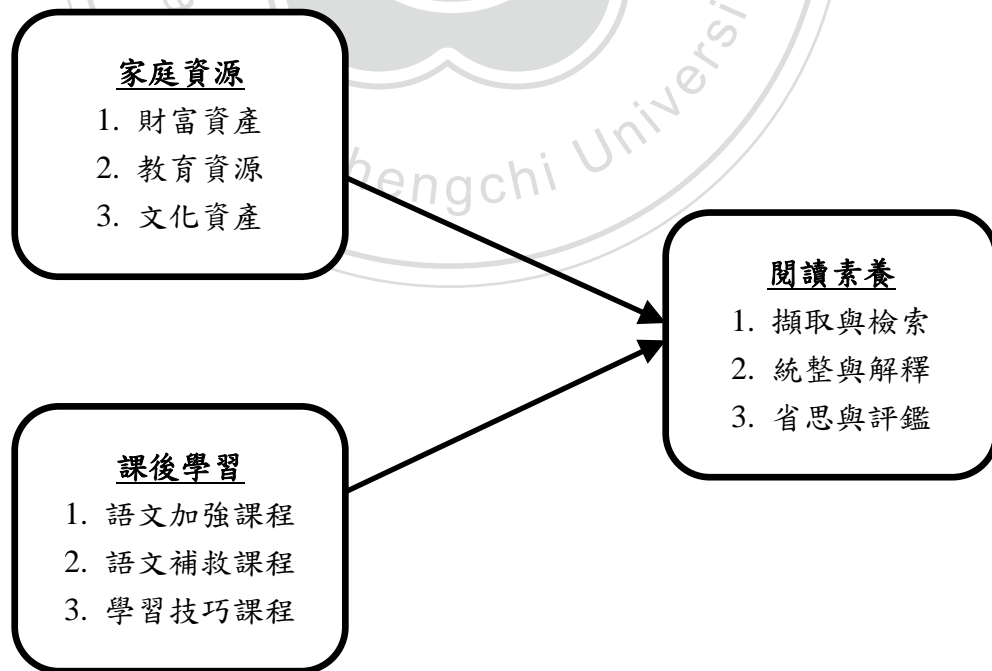 家庭資源
1. 財富資產
2. 教育資源
3. 文化資產
hengchi Universi
閱讀素養
1. 擷取與檢索
2. 統整與解釋
3. 省思與評鑑
課後學習
1. 語文加強課程
2. 語文補救課程
3. 學習技巧課程